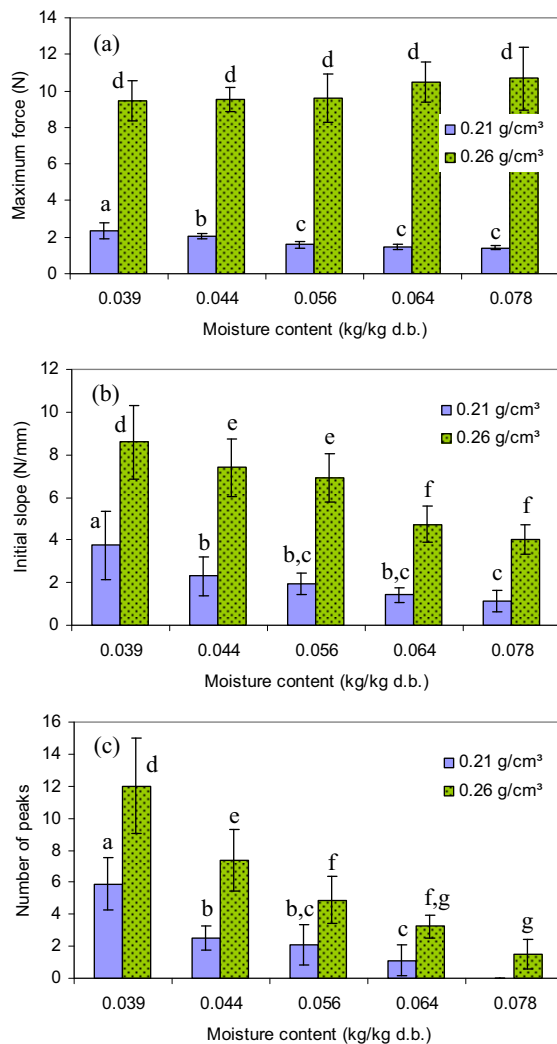 (a)
Maximum force (N)
14
12
10
8
6
4
2
0
d d d d d
a b c c c
0.21 g/cm³
0.26 g/cm³
0.039 0.044 0.056 0.064 0.078
Moisture content (kg/kg d.b.)
(b)
Initial slope (N/mm)
12
10
8
6
4
2
0
d e e f f
a b b,c b,c c
0.21 g/cm³
0.26 g/cm³
0.039 0.044 0.056 0.064 0.078
Moisture content (kg/kg d.b.)
(c)
Number of peaks
16
14
12
10
8
6
4
2
0
d e f f,g g
a b b,c c
0.21 g/cm³
0.26 g/cm³
0.039 0.044 0.056 0.064 0.078
Moisture content (kg/kg d.b.)